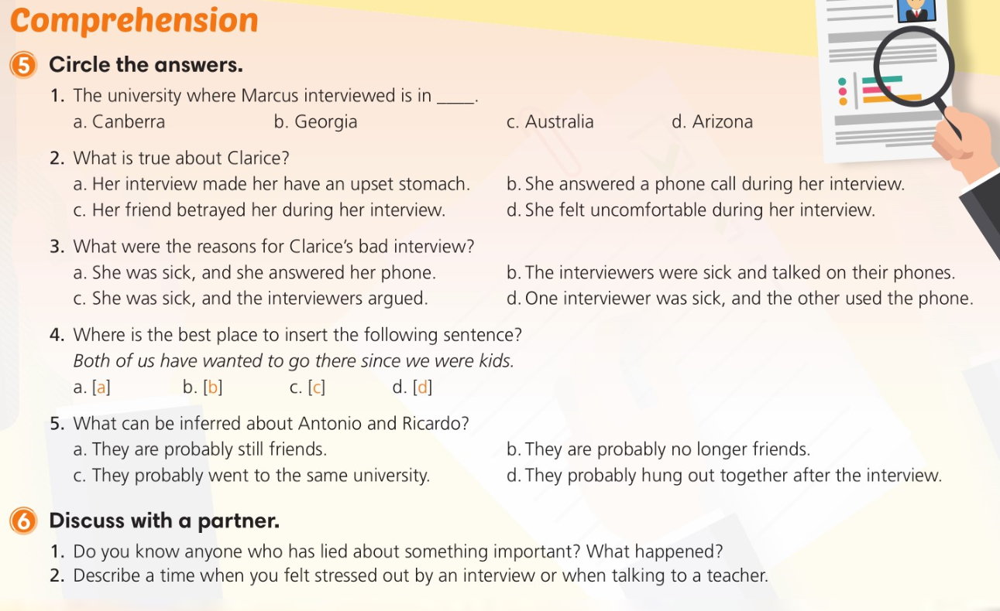 Comprehension
5 Circle the answers.
1. The university where Marcus interviewed is in ____.
a. Canberra b. Georgia c. Australia d. Arizona
2. What is true about Clarice?
a. Her interview made her have an upset stomach. b. She answered a phone call during her interview.
c. Her friend betrayed her during her interview. d. She felt uncomfortable during her interview.
3. What were the reasons for Clarice's bad interview?
a. She was sick, and she answered her phone. b. The interviewers were sick and talked on their phones.
c. She was sick, and the interviewers argued. d. One interviewer was sick, and the other used the phone.
4. Where is the best place to insert the following sentence?
Both of us have wanted to go there since we were kids.
a. [a] b. [b] c. [c] d. [d]
5. What can be inferred about Antonio and Ricardo?
a. They are probably still friends. b. They are probably no longer friends.
c. They probably went to the same university. d. They probably hung out together after the interview.
6 Discuss with a partner.
1. Do you know anyone who has lied about something important? What happened?
2. Describe a time when you felt stressed out by an interview or when talking to a teacher.